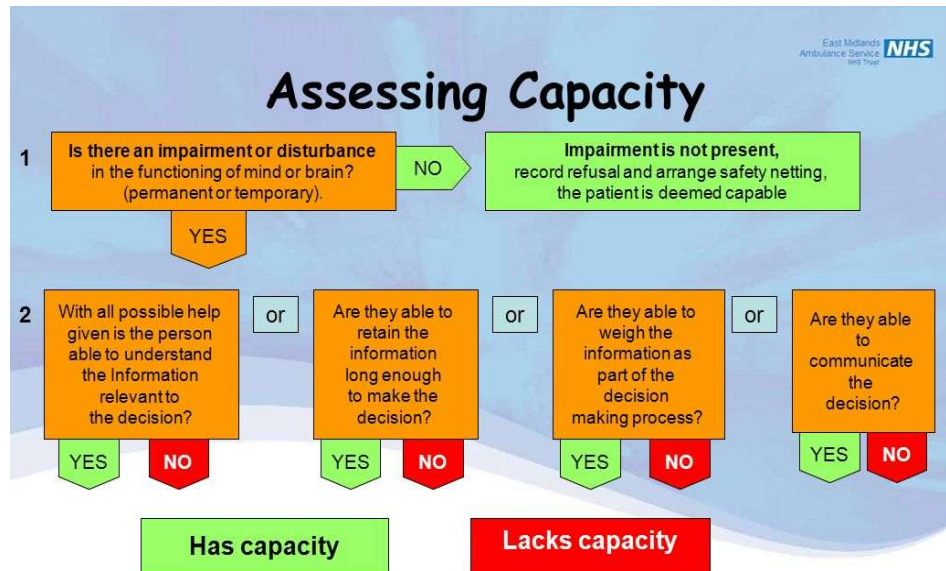 East Midlands
Ambulance Service
NHS Trust
NHS
Assessing Capacity
1
Is there an impairment or disturbance
in the functioning of mind or brain?
(permanent or temporary).
NO
Impairment is not present,
record refusal and arrange safety netting,
the patient is deemed capable
YES
2
With all possible help
given is the person
able to understand
the Information
relevant to
the decision?
or
Are they able to
retain the
information
long enough
to make the
decision?
or
Are they able to
weigh the
information as
part of the
decision
making process?
or
Are they able
to
communicate
the
decision?
YES
NO
YES
NO
YES
NO
YES
NO
Has capacity
Lacks capacity